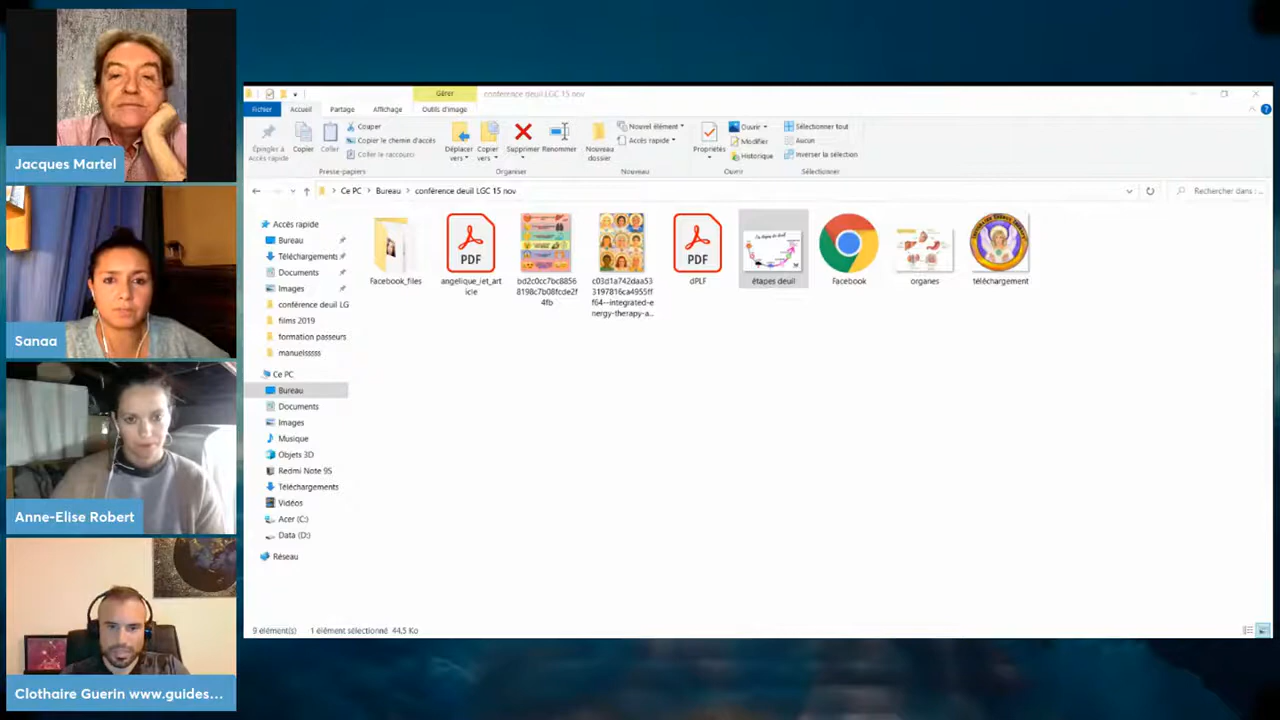 Jacques Martel
Sanaa
Anne-Elise Robert
Clothaire Guerin www.guides...
Gérer
conférence deuil LGC 15 nov
Fichier
Accueil
Partage
Affichage
Outils d'image
Épingler à
Accès rapide
Copier
Coller
Couper
Copier le chemin d'accès
Coller le raccourci
Presse-papiers
Déplacer
vers
Copier
vers
Supprimer
Renommer
Organiser
Nouveau
dossier
Nouvel élément
Accès rapide
Nouveau
Propriétés
Ouvrir
Modifier
Historique
Ouvrir
Sélectionner tout
Aucun
Inverser la sélection
Sélectionner
Ce PC
Bureau
conférence deuil LGC 15 nov
Rechercher dans : ...
Accès rapide
Bureau
Téléchargements
Documents
Images
conférence deuil LG
films 2019
formation passeurs
manuelsssss
Ce PC
Bureau
Documents
Images
Musique
Objets 3D
Redmi Note 9S
Téléchargements
Vidéos
Acer (C:)
Data (D:)
Réseau
Facebook_files
PDF
angelique_iet_art
icle
bd2c0cc7bc8856
8198c7b08fcde2f
4fb
c03d1a742daa53
3197816ca4955ff
f64--integrated-e
nergy-therapy-a...
PDF
dPLF
étapes deuil
Facebook
organes
téléchargement
9 élément(s)
1 élément sélectionné 44,5 Ko